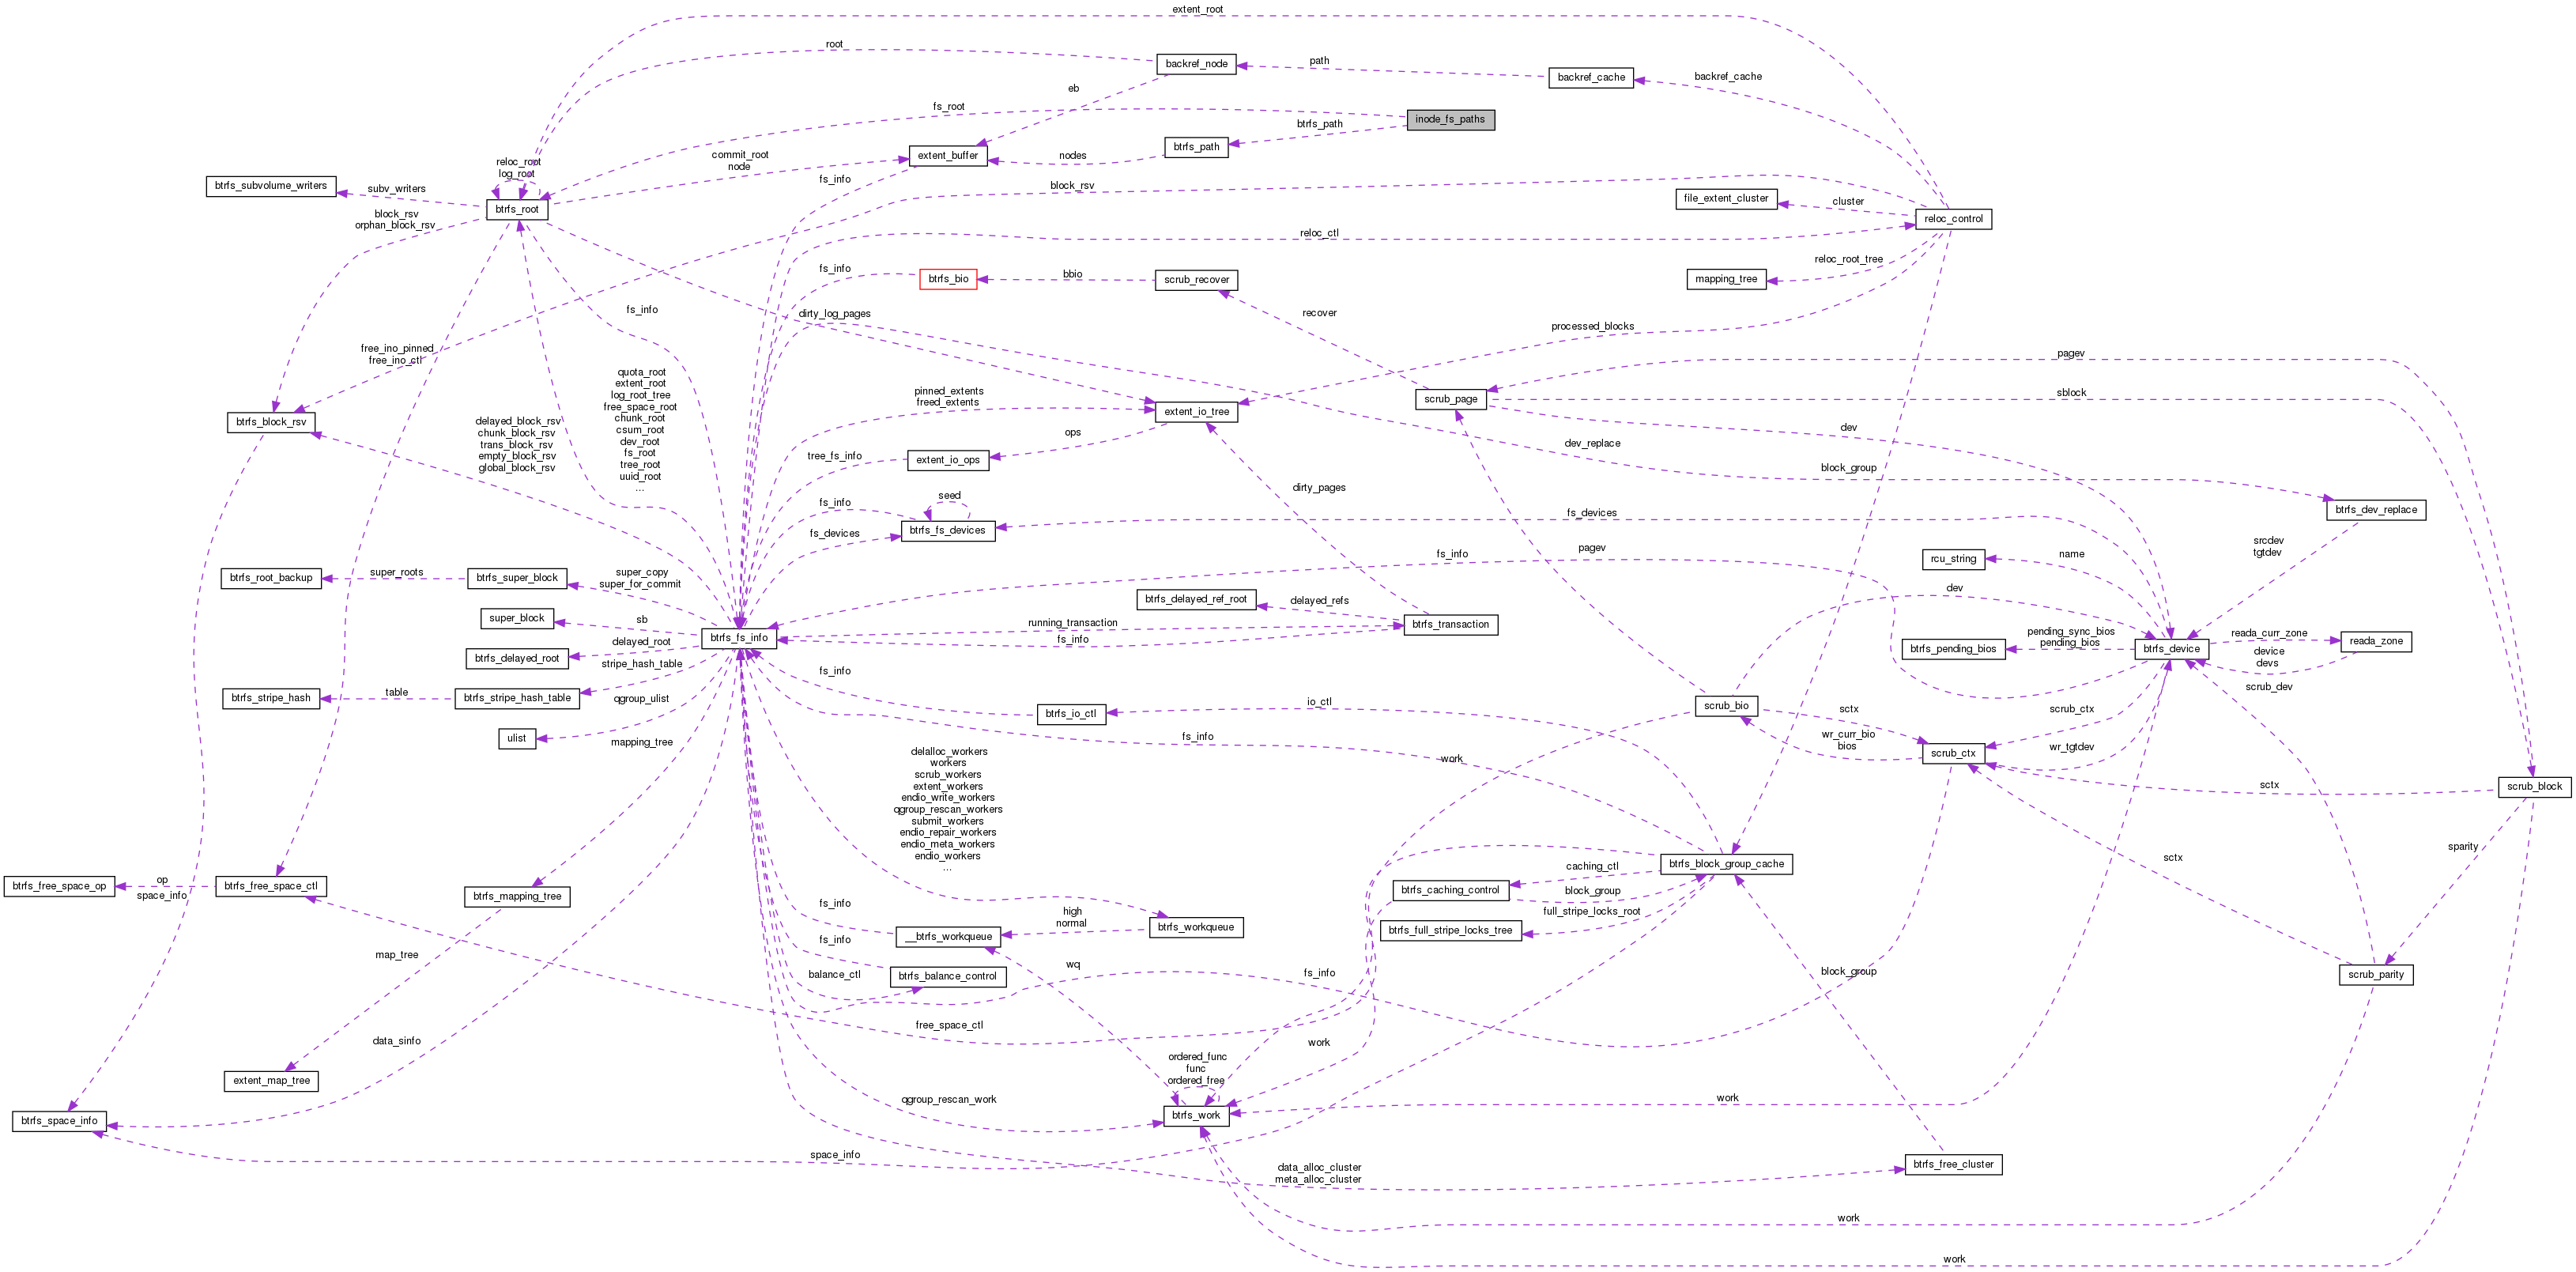 extent_root
root
backref_node
path
backref_cache
backref_cache
eb
fs_root
inode_fs_paths
btrfs_path
btrfs_path
nodes
extent_buffer
commit_root
node
reloc_root
log_root
fs_info
block_rsv
btrfs_subvolume_writers
subv_writers
btrfs_root
file_extent_cluster
cluster
reloc_control
block_rsv
orphan_block_rsv
reloc_ctl
reloc_root_tree
mapping_tree
fs_info
btrfs_bio
bbio
scrub_recover
fs_info
dirty_log_pages
recover
processed_blocks
free_ino_pinned
free_ino_ctl
pagev
quota_root
extent_root
log_root_tree
free_space_root
chunk_root
csum_root
dev_root
fs_root
tree_root
uuid_root
...
pinned_extents
freed_extents
extent_io_tree
scrub_page
sblock
btrfs_block_rsv
delayed_block_rsv
chunk_block_rsv
trans_block_rsv
empty_block_rsv
global_block_rsv
ops
dev
dev_replace
tree_fs_info
extent_io_ops
block_group
dirty_pages
seed
fs_info
btrfs_fs_devices
fs_devices
fs_devices
btrfs_dev_replace
srcdev
tgtdev
fs_info
pagev
rcu_string
name
btrfs_root_backup
super_roots
btrfs_super_block
super_copy
super_for_commit
btrfs_delayed_ref_root
delayed_refs
dev
super_block
sb
btrfs_fs_info
running_transaction
fs_info
btrfs_transaction
delayed_root
btrfs_delayed_root
pending_sync_bios
pending_bios
btrfs_pending_bios
btrfs_device
reada_curr_zone
reada_zone
device
devs
stripe_hash_table
btrfs_stripe_hash
table
btrfs_stripe_hash_table
qgroup_ulist
fs_info
scrub_dev
btrfs_io_ctl
io_ctl
scrub_bio
sctx
scrub_ctx
ulist
mapping_tree
fs_info
wr_curr_bio
bios
scrub_ctx
wr_tgtdev
delalloc_workers
workers
scrub_workers
extent_workers
endio_write_workers
qgroup_rescan_workers
submit_workers
endio_repair_workers
endio_meta_workers
endio_workers
...
work
sctx
scrub_block
sparity
btrfs_block_group_cache
caching_ctl
btrfs_caching_control
block_group
sctx
btrfs_free_space_op
op
btrfs_free_space_ctl
space_info
btrfs_mapping_tree
fs_info
high
normal
full_stripe_locks_root
btrfs_workqueue
btrfs_full_stripe_locks_tree
__btrfs_workqueue
fs_info
map_tree
balance_ctl
btrfs_balance_control
wq
fs_info
block_group
scrub_parity
free_space_ctl
data_sinfo
work
ordered_func
func
ordered_free
extent_map_tree
qgroup_rescan_work
work
btrfs_space_info
btrfs_work
space_info
data_alloc_cluster
meta_alloc_cluster
btrfs_free_cluster
work
work